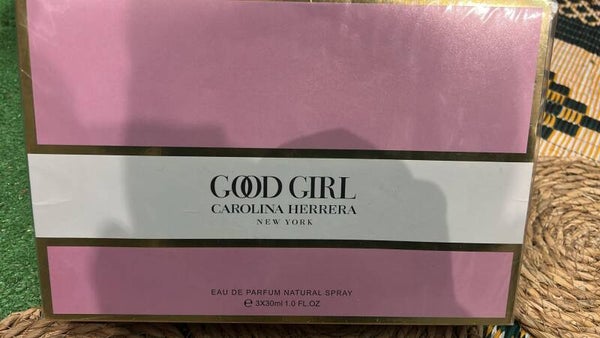 GOOD GIRL
CAROLINA HERRERA
NEW YORK
EAU DE PARFUM NATURAL SPRAY
℮ 3X30ml 1.0 FL.OZ